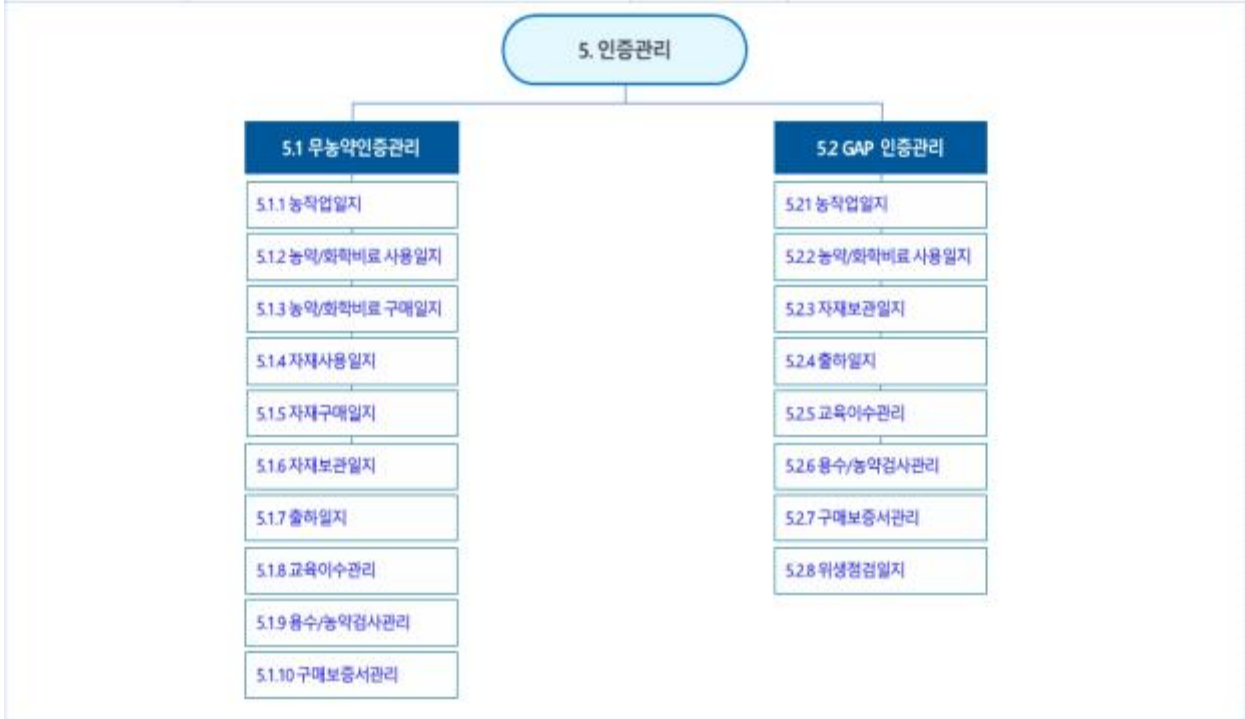 5. 인증관리
5.1 무농약인증관리
5.1.1 농작업일지
5.1.2 농약/화학비료 사용일지
5.1.3 농약/화학비료 구매일지
5.1.4 자재사용일지
5.1.5 자재구매일지
5.1.6 자재보관일지
5.1.7 출하일지
5.1.8 교육이수관리
5.1.9 용수/농약검사관리
5.1.10 구매보증서관리
5.2 GAP 인증관리
5.21 농작업일지
5.2.2 농약/화학비료 사용일지
5.2.3 자재보관일지
5.2.4 출하일지
5.2.5 교육이수관리
5.2.6 용수/농약검사관리
5.2.7 구매보증서관리
5.2.8 위생점검일지